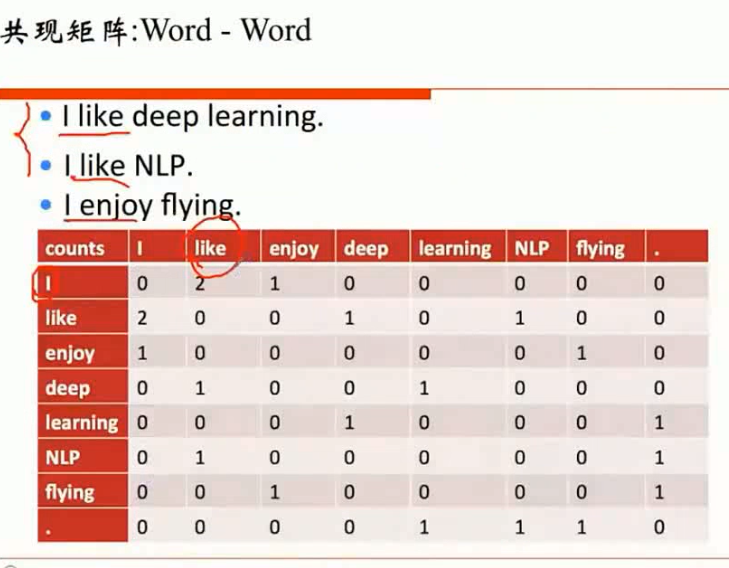 共现矩阵:Word - Word
• I like deep learning.
• I like NLP.
• I enjoy flying.
counts I like enjoy deep learning NLP flying .
I 0 2 1 0 0 0 0 0
like 2 0 0 1 0 1 0 0
enjoy 1 0 0 0 0 0 1 0
deep 0 1 0 0 1 0 0 0
learning 0 0 0 1 0 0 0 1
NLP 0 1 0 0 0 0 0 1
flying 0 0 1 0 0 0 0 1
. 0 0 0 0 1 1 1 0